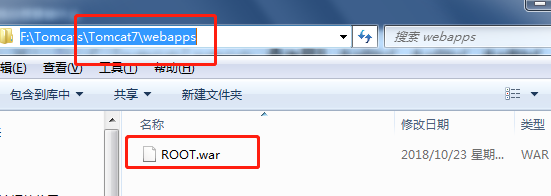 F:\Tomcats\Tomcat7\webapps
搜索 webapps
编辑(E) 查看(V) 工具(T) 帮助(H)
包含到库中 共享 新建文件夹
名称 修改日期 类型
ROOT.war 2018/10/23 星期... WAR